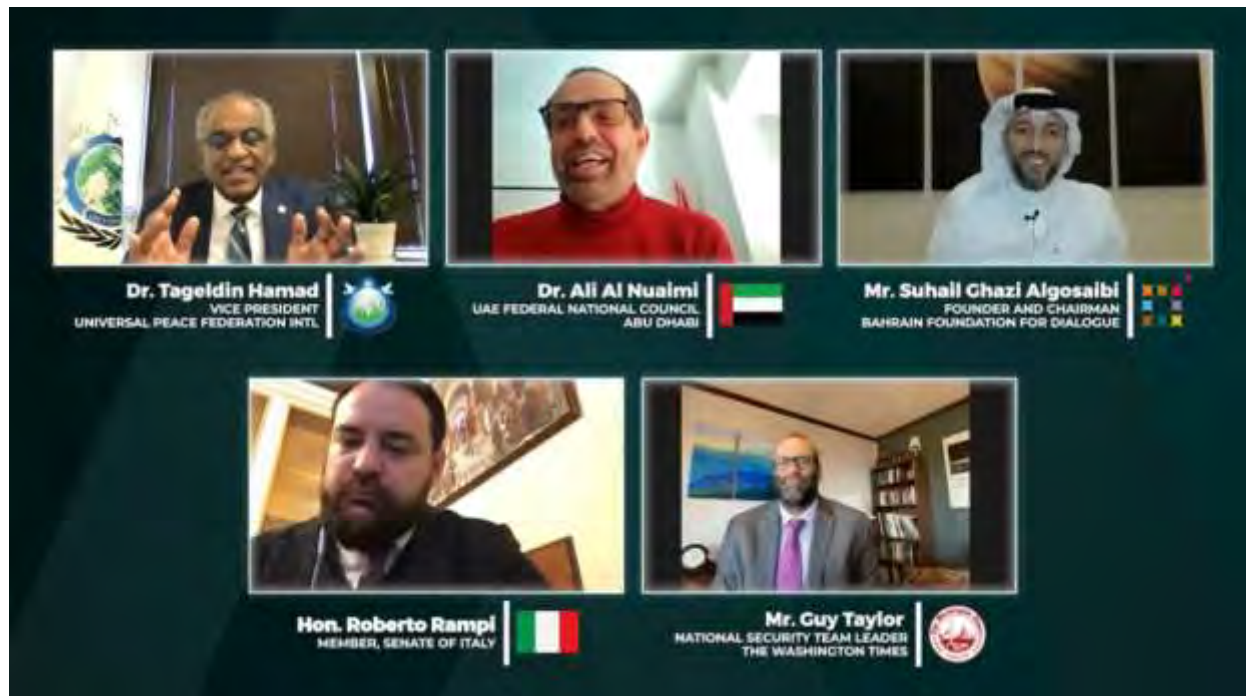 Dr. Tageldin Hamad
VICE PRESIDENT
UNIVERSAL PEACE FEDERATION INTL
Dr. Ali Al Nuaimi
UAE FEDERAL NATIONAL COUNCIL
ABU DHABI
Mr. Suhail Ghazi Algosaibi
FOUNDER AND CHAIRMAN
BAHRAIN FOUNDATION FOR DIALOGUE
Hon. Roberto Rampi
MEMBER, SENATE OF ITALY
Mr. Guy Taylor
NATIONAL SECURITY TEAM LEADER
THE WASHINGTON TIMES